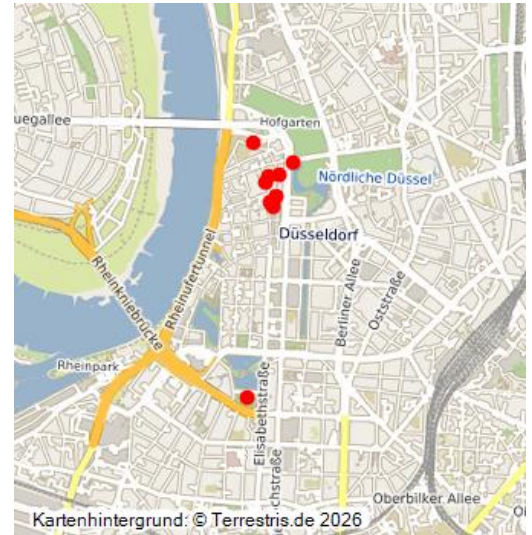 uegallee
Hofgarten
Nördliche Düssel
Düsseldorf
Rheinufertunnel
Rheinkniebrücke
Berliner Allee
Oststraße
Rheinpark
Elisabethstraße
chstraße
Oberbilker Allee
Ob
Kartenhintergrund: © Terrestris.de 2026